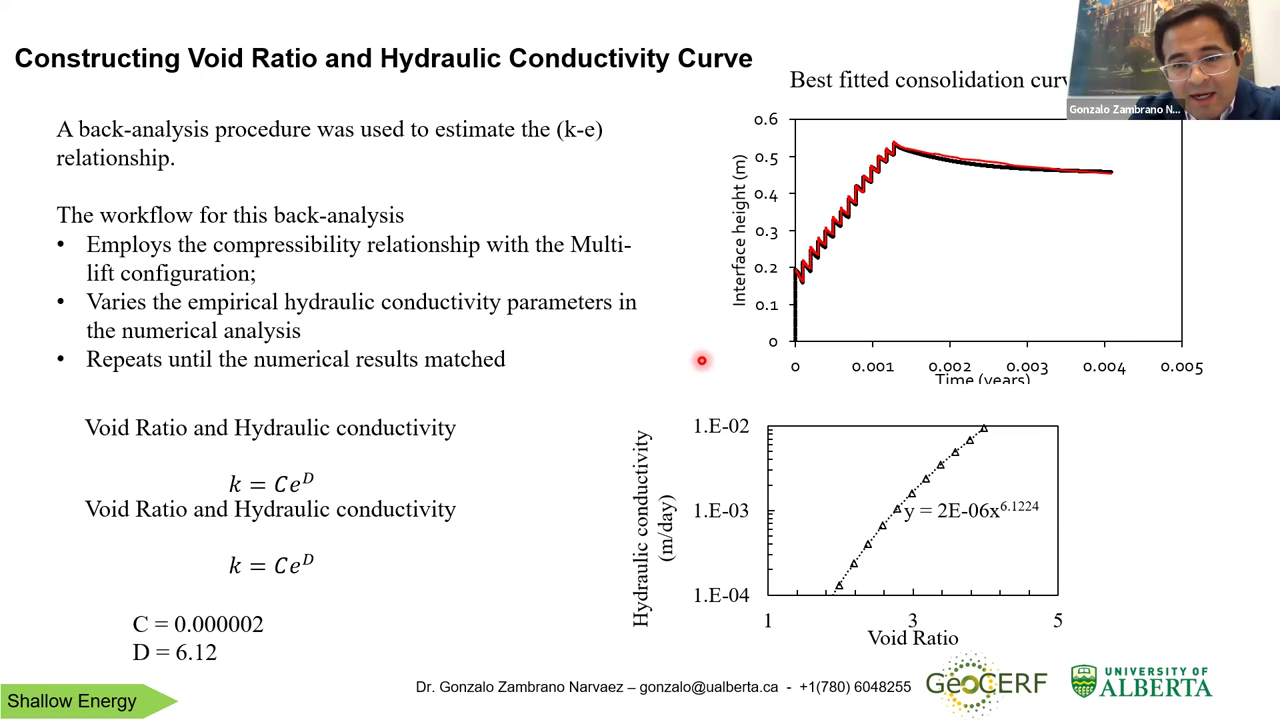 Constructing Void Ratio and Hydraulic Conductivity Curve
A back-analysis procedure was used to estimate the (k-e)
relationship.
The workflow for this back-analysis
• Employs the compressibility relationship with the Multi-
lift configuration;
• Varies the empirical hydraulic conductivity parameters in
the numerical analysis
• Repeats until the numerical results matched
Void Ratio and Hydraulic conductivity
k = Ce^D
Void Ratio and Hydraulic conductivity
k = Ce^D
C = 0.000002
D = 6.12
Best fitted consolidation curv
Gonzalo Zambrano N...
Interface height (m)
0.6
0.5
0.4
0.3
0.2
0.1
0
0 0.001 0.002 0.003 0.004 0.005
Time (years)
Hydraulic conductivity
(m/day)
1.E-02
1.E-03
1.E-04
y = 2E-06x^6.1224
1 3 5
Void Ratio
Shallow Energy
Dr. Gonzalo Zambrano Narvaez – gonzalo@ualberta.ca - +1(780) 6048255
GeoCERF
UNIVERSITY OF
ALBERTA